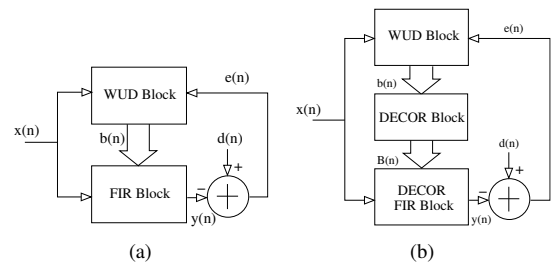 WUD Block
e(n)
x(n)
b(n)
d(n)
+
FIR Block
−
y(n)
(a)
WUD Block
e(n)
b(n)
x(n)
DECOR Block
B(n)
d(n)
+
DECOR
FIR Block
−
y(n)
(b)